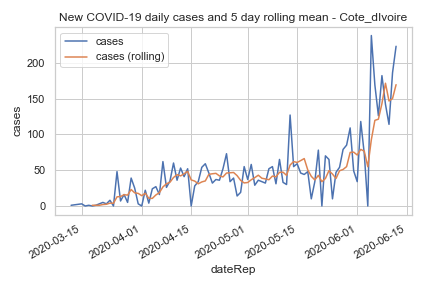 New COVID-19 daily cases and 5 day rolling mean - Cote_dIvoire
cases
cases (rolling)
200
150
100
50
0
cases
2020-03-15
2020-04-01
2020-04-15
2020-05-01
2020-05-15
2020-06-01
2020-06-15
dateRep